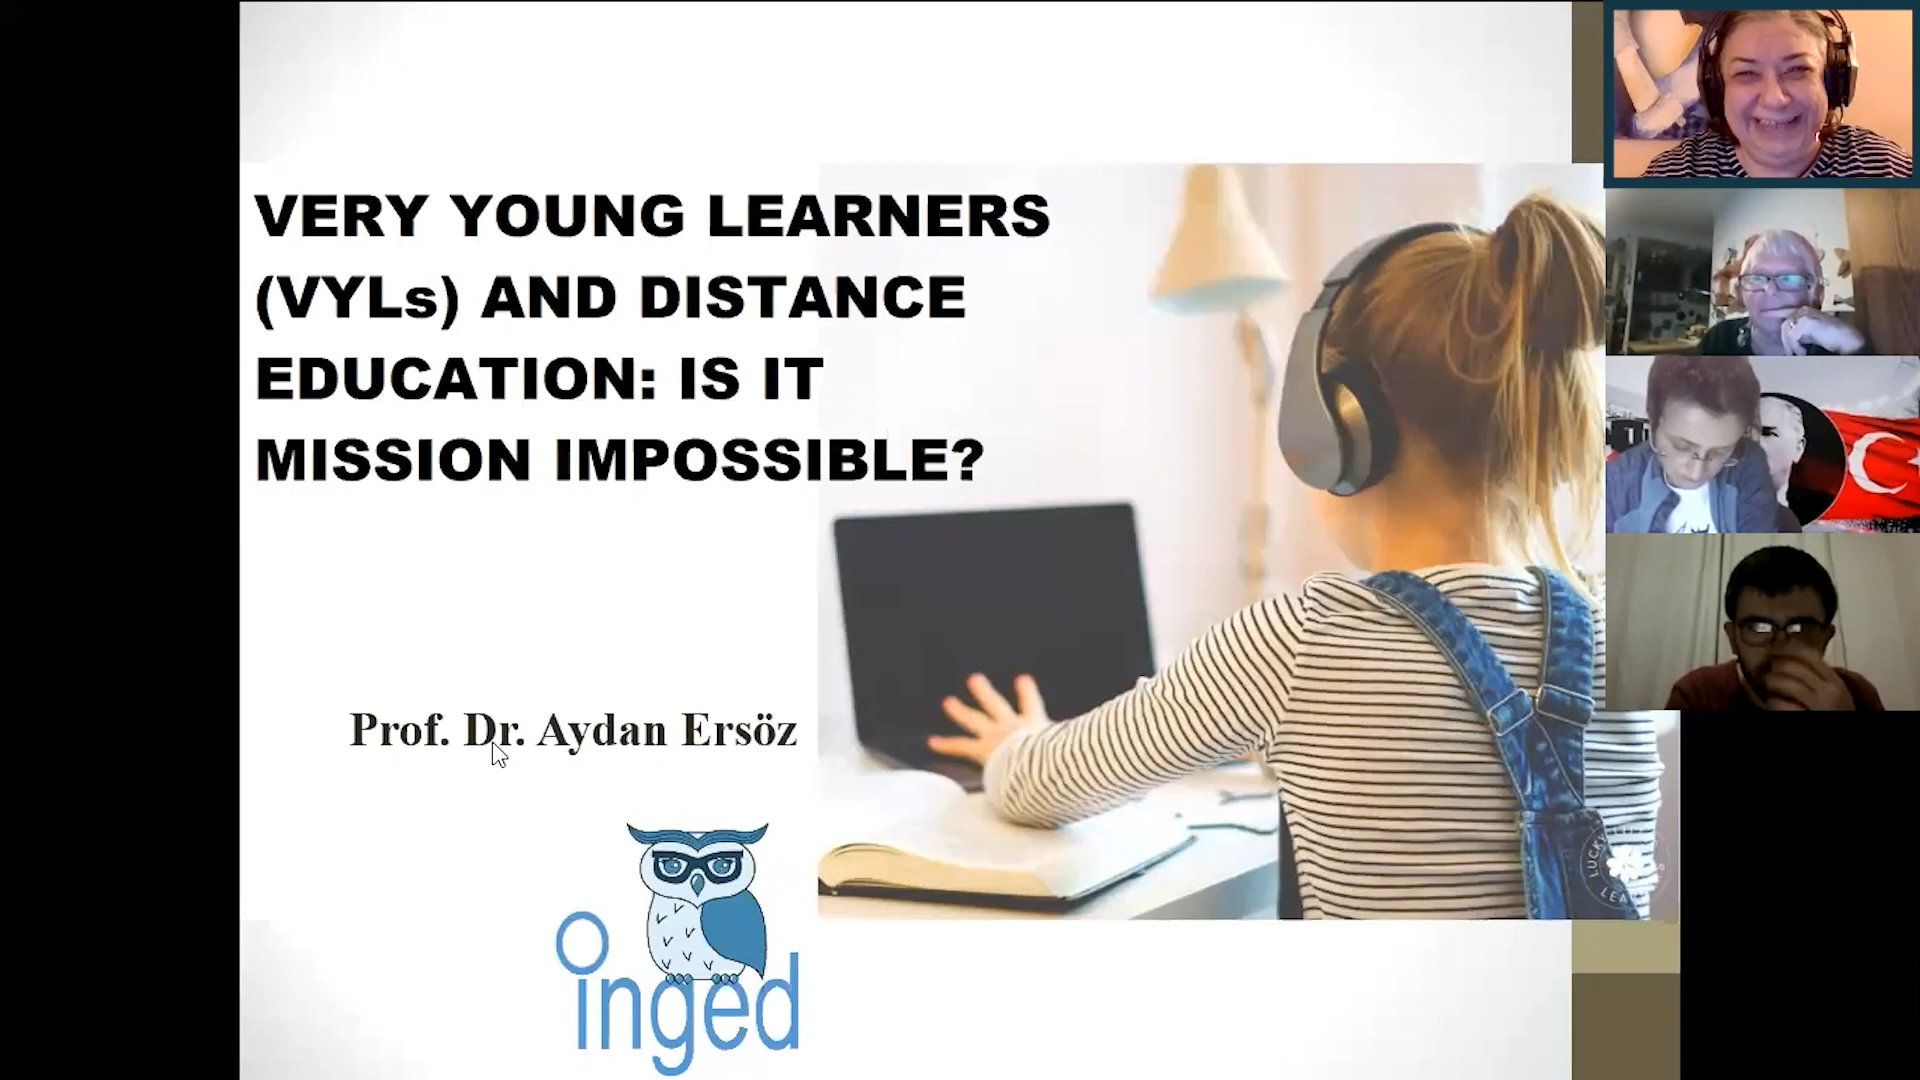 VERY YOUNG LEARNERS
(VYLs) AND DISTANCE
EDUCATION: IS IT
MISSION IMPOSSIBLE?
Prof. Dr. Aydan Ersöz
inged